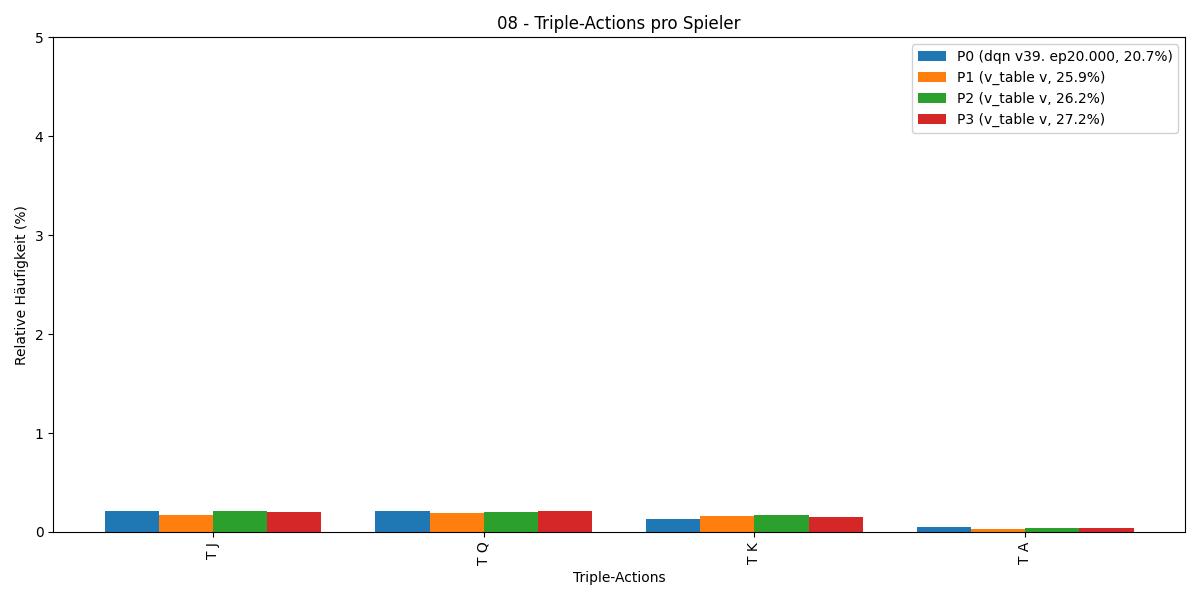 08 - Triple-Actions pro Spieler
P0 (dqn v39. ep20.000, 20.7%)
P1 (v_table v, 25.9%)
P2 (v_table v, 26.2%)
P3 (v_table v, 27.2%)
Relative Häufigkeit (%)
5
4
3
2
1
0
T J
T Q
T K
T A
Triple-Actions